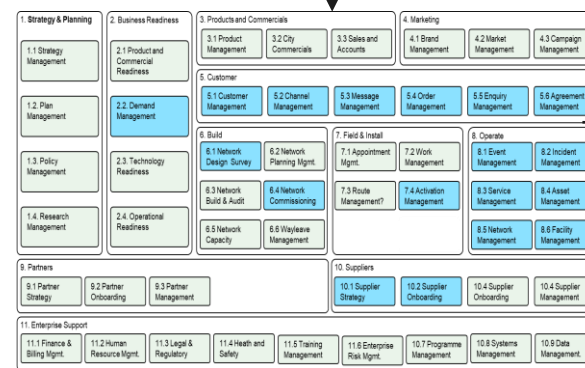 1. Strategy & Planning
1.1 Strategy
Management
1.2. Plan
Management
1.3. Policy
Management
1.4. Research
Management
2. Business Readiness
2.1 Product and
Commercial
Readiness
2.2. Demand
Management
2.3. Technology
Readiness
2.4. Operational
Readiness
3. Products and Commercials
3.1 Product
Management
3.2 City
Commercials
3.3 Sales and
Accounts
4. Marketing
4.1 Brand
Management
4.2 Market
Management
4.3 Campaign
Management
5. Customer
5.1 Customer
Management
5.2 Channel
Management
5.3 Message
Management
5.4 Order
Management
5.5 Enquiry
Management
5.6 Agreement
Management
6. Build
6.1 Network
Design Survey
6.2 Network
Planning Mgmt.
6.3 Network
Build & Audit
6.4 Network
Commissioning
6.5 Network
Capacity
6.6 Wayleave
Management
7. Field & Install
7.1 Appointment
Mgmt.
7.2 Work
Management
7.3 Route
Management?
7.4 Activation
Management
8. Operate
8.1 Event
Management
8.2 Incident
Management
8.3 Service
Management
8.4 Asset
Management
8.5 Network
Management
8.6 Facility
Management
9. Partners
9.1 Partner
Strategy
9.2 Partner
Onboarding
9.3 Partner
Management
10. Suppliers
10.1 Supplier
Strategy
10.2 Supplier
Onboarding
10.4 Supplier
Onboarding
10.4 Supplier
Management
11. Enterprise Support
11.1 Finance &
Billing Mgmt.
11.2 Human
Resource Mgmt.
11.3 Legal &
Regulatory
11.4 Heath and
Safety
11.5 Training
Management
11.6 Enterprise
Risk Mgmt.
10.7 Programme
Management
10.8 Systems
Management.
10.9 Data
Management.